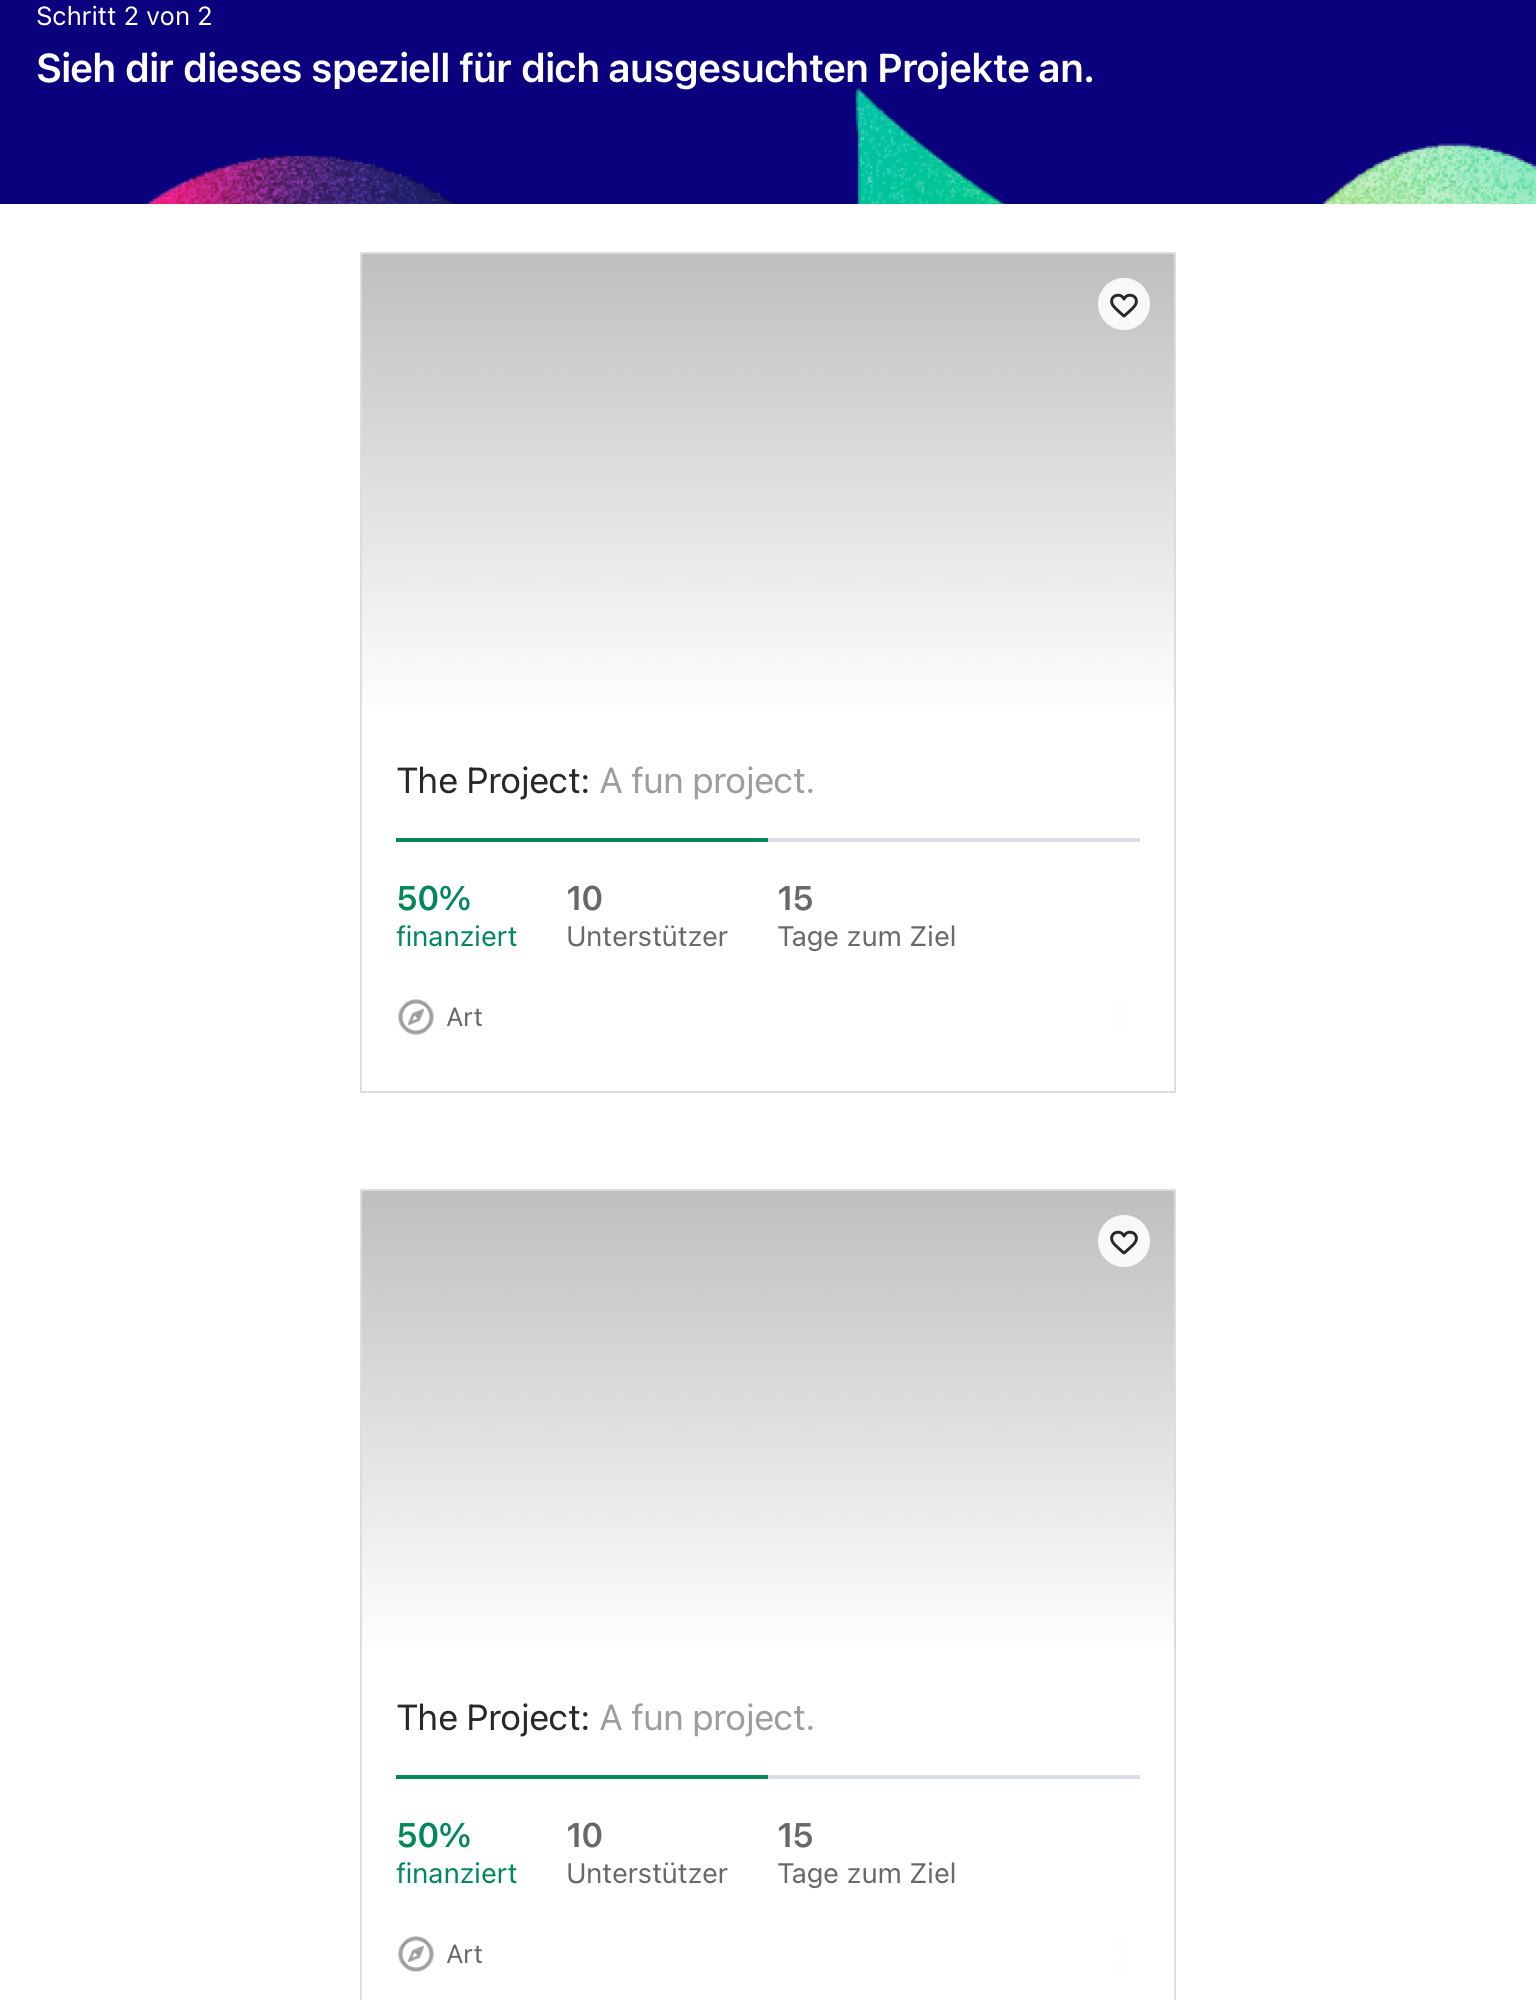 Schritt 2 von 2
Sieh dir dieses speziell für dich ausgesuchten Projekte an.
The Project: A fun project.
50% 10 15
finanziert Unterstützer Tage zum Ziel
Art
The Project: A fun project.
50% 10 15
finanziert Unterstützer Tage zum Ziel
Art